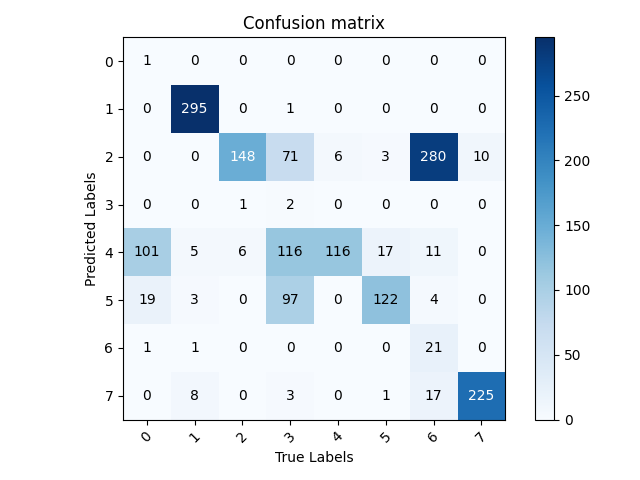 Confusion matrix
0 1 0 0 0 0 0 0 0
1 0 295 0 1 0 0 0 0
250
2 0 0 148 71 6 3 280 10
200
3 0 0 1 2 0 0 0 0
150
Predicted Labels
4 101 5 6 116 116 17 11 0
100
5 19 3 0 97 0 122 4 0
6 1 1 0 0 0 0 21 0
50
7 0 8 0 3 0 1 17 225
0
0 1 2 3 4 5 6 7
True Labels